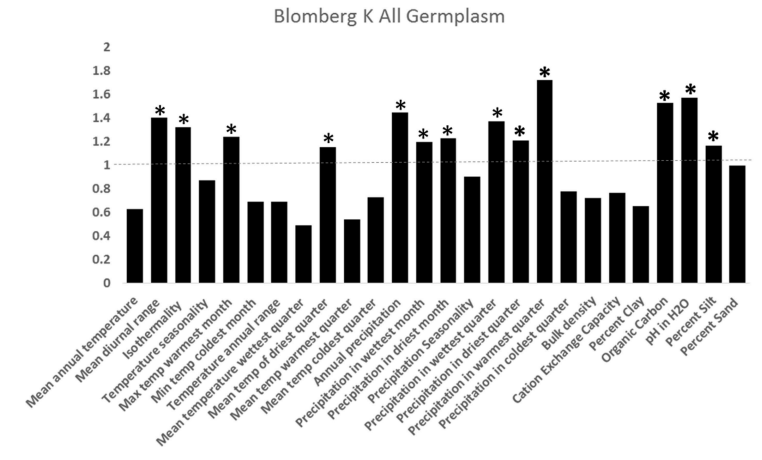 Blomberg K All Germplasm
2
1.8
1.6
1.4
1.2
1
0.8
0.6
0.4
0.2
0
* * * * * * * * * * * * *
Mean annual temperature
Mean diurnal range
Isothermality
Temperature seasonality
Max temp warmest month
Min temp coldest month
Temperature annual range
Mean temperature wettest quarter
Mean temp of driest quarter
Mean temp warmest quarter
Mean temp coldest quarter
Annual precipitation
Precipitation in wettest month
Precipitation in driest month
Precipitation Seasonality
Precipitation in wettest quarter
Precipitation in driest quarter
Precipitation in warmest quarter
Precipitation in coldest quarter
Bulk density
Cation Exchange Capacity
Percent Clay
Organic Carbon
pH in H2O
Percent Silt
Percent Sand